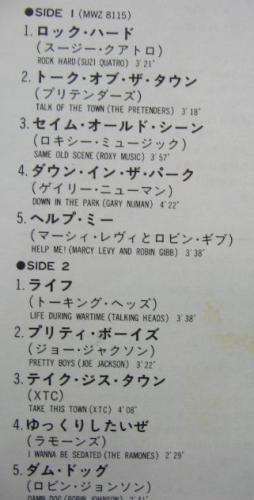 ●SIDE 1 (MWZ 8115)
1. ロック・ハード
(スージー・クアトロ)
ROCK HARD (SUZI QUATRO) 3'21"
2. トーク・オブ・ザ・タウン
(プリテンダーズ)
TALK OF THE TOWN (THE PRETENDERS) 3'18"
3. セイム・オールド・シーン
(ロキシー・ミュージック)
SAME OLD SCENE (ROXY MUSIC) 3'57"
4. ダウン・イン・ザ・パーク
(ゲイリー・ニューマン)
DOWN IN THE PARK (GARY NUMAN) 4'22"
5. ヘルプ・ミー
(マーシィ・レヴィとロビン・ギブ)
HELP ME! (MARCY LEVY AND ROBIN GIBB) 3'38"
●SIDE 2
1. ライフ
(トーキング・ヘッズ)
LIFE DURING WARTIME (TALKING HEADS) 3'38"
2. プリティ・ボーイズ
(ジョー・ジャクソン)
PRETTY BOYS (JOE JACKSON) 3'22"
3. テイク・ジス・タウン
(XTC)
TAKE THIS TOWN (XTC) 4'08"
4. ゆっくりしたいぜ
(ラモーンズ)
I WANNA BE SEDATED (THE RAMONES) 2'29"
5. ダム・ドッグ
(ロビン・ジョンソン)
DAMN DOG (ROBIN JOHNSON)